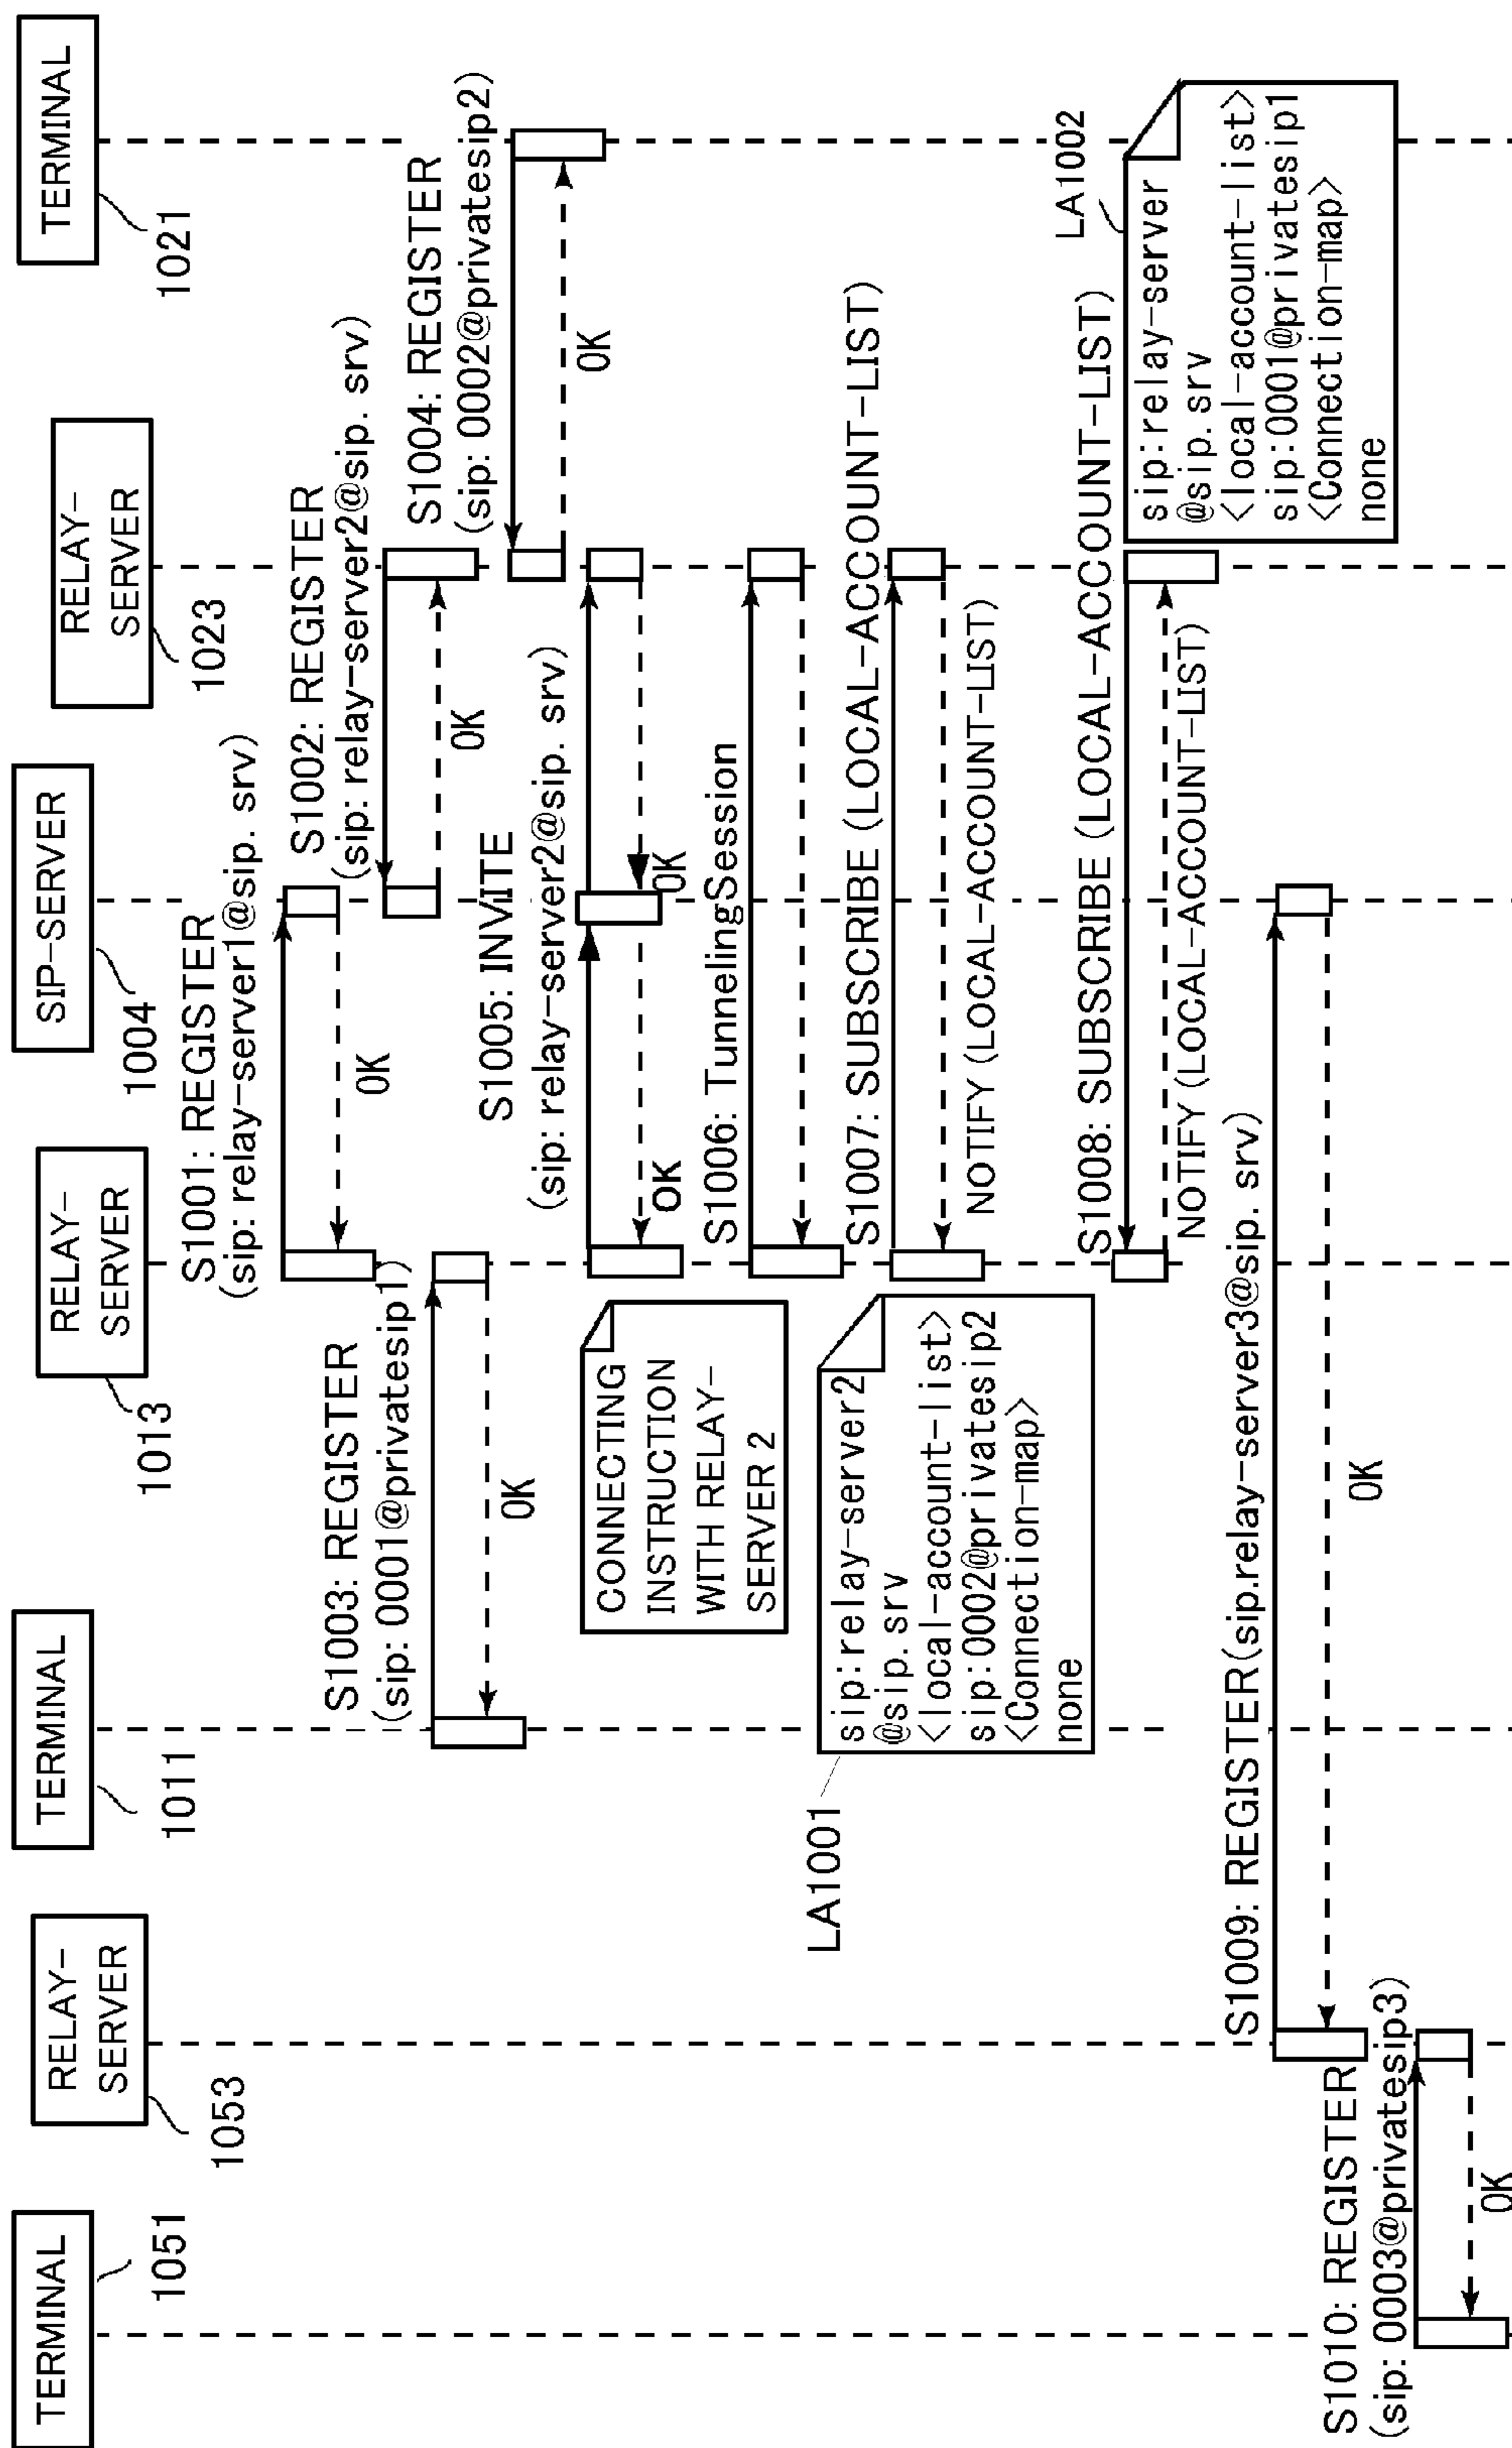 TERMINAL
1051
RELAY-
SERVER
1053
TERMINAL
1011
RELAY-
SERVER
1013
SIP-SERVER
1004
RELAY-
SERVER
1023
TERMINAL
1021
S1001: REGISTER
(sip: relay-server1@sip. srv)
OK
S1002: REGISTER
(sip: relay-server2@sip. srv)
OK
S1003: REGISTER
(sip: 0001@privatesip1)
OK
S1004: REGISTER
(sip: 0002@privatesip2)
OK
CONNECTING
INSTRUCTION
WITH RELAY-
SERVER 2
S1005: INVITE
(sip: relay-server2@sip. srv)
OK
OK
S1006: TunnelingSession
S1007: SUBSCRIBE (LOCAL-ACCOUNT-LIST)
NOTIFY (LOCAL-ACCOUNT-LIST)
LA1001
sip:relay-server2
@sip.srv
<local-account-list>
sip:0002@privatesip2
<Connection-map>
none
S1008: SUBSCRIBE (LOCAL-ACCOUNT-LIST)
NOTIFY (LOCAL-ACCOUNT-LIST)
LA1002
sip:relay-server
@sip.srv
<local-account-list>
sip:0001@privatesip1
<Connection-map>
none
S1009: REGISTER(sip.relay-server3@sip. srv)
OK
S1010: REGISTER
(sip: 0003@privatesip3)
OK